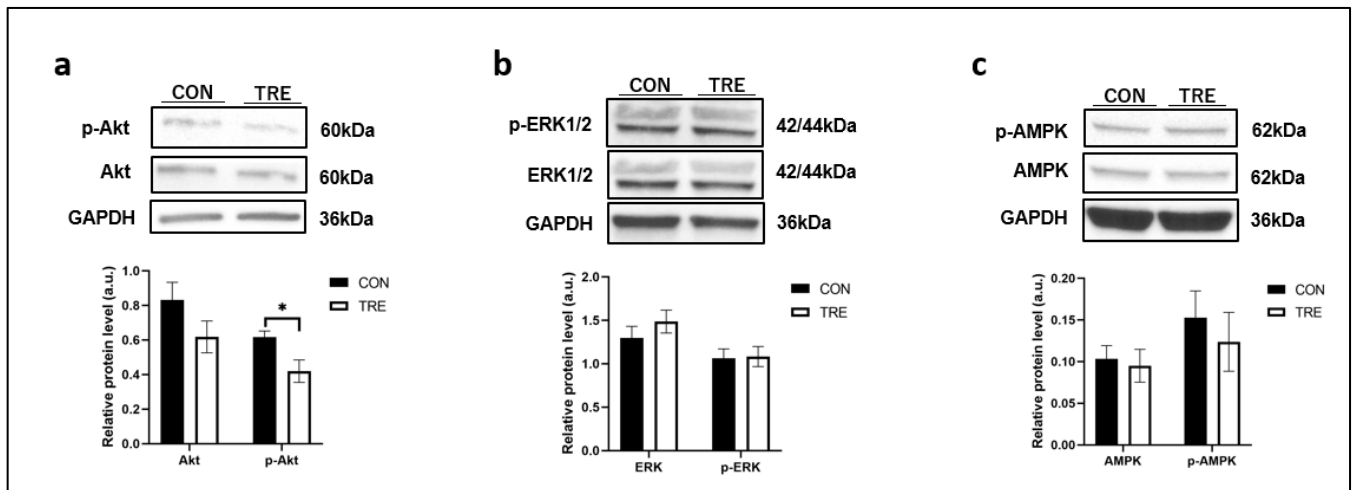 a
CON TRE
p-Akt 60kDa
Akt 60kDa
GAPDH 36kDa
Relative protein level (a.u.)
1.0
0.8
0.6
0.4
0.2
0.0
*
CON
TRE
Akt p-Akt
b
CON TRE
p-ERK1/2 42/44kDa
ERK1/2 42/44kDa
GAPDH 36kDa
Relative protein level (a.u.)
2.0
1.5
1.0
0.5
0.0
CON
TRE
ERK p-ERK
c
CON TRE
p-AMPK 62kDa
AMPK 62kDa
GAPDH 36kDa
Relative protein level (a.u.)
0.20
0.15
0.10
0.05
0.00
CON
TRE
AMPK p-AMPK